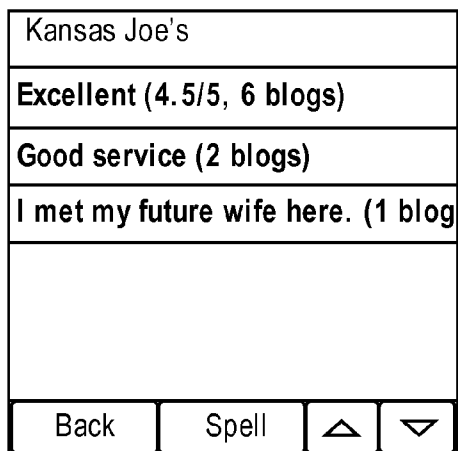 Kansas Joe's
Excellent (4.5/5, 6 blogs)
Good service (2 blogs)
I met my future wife here. (1 blog
Back Spell